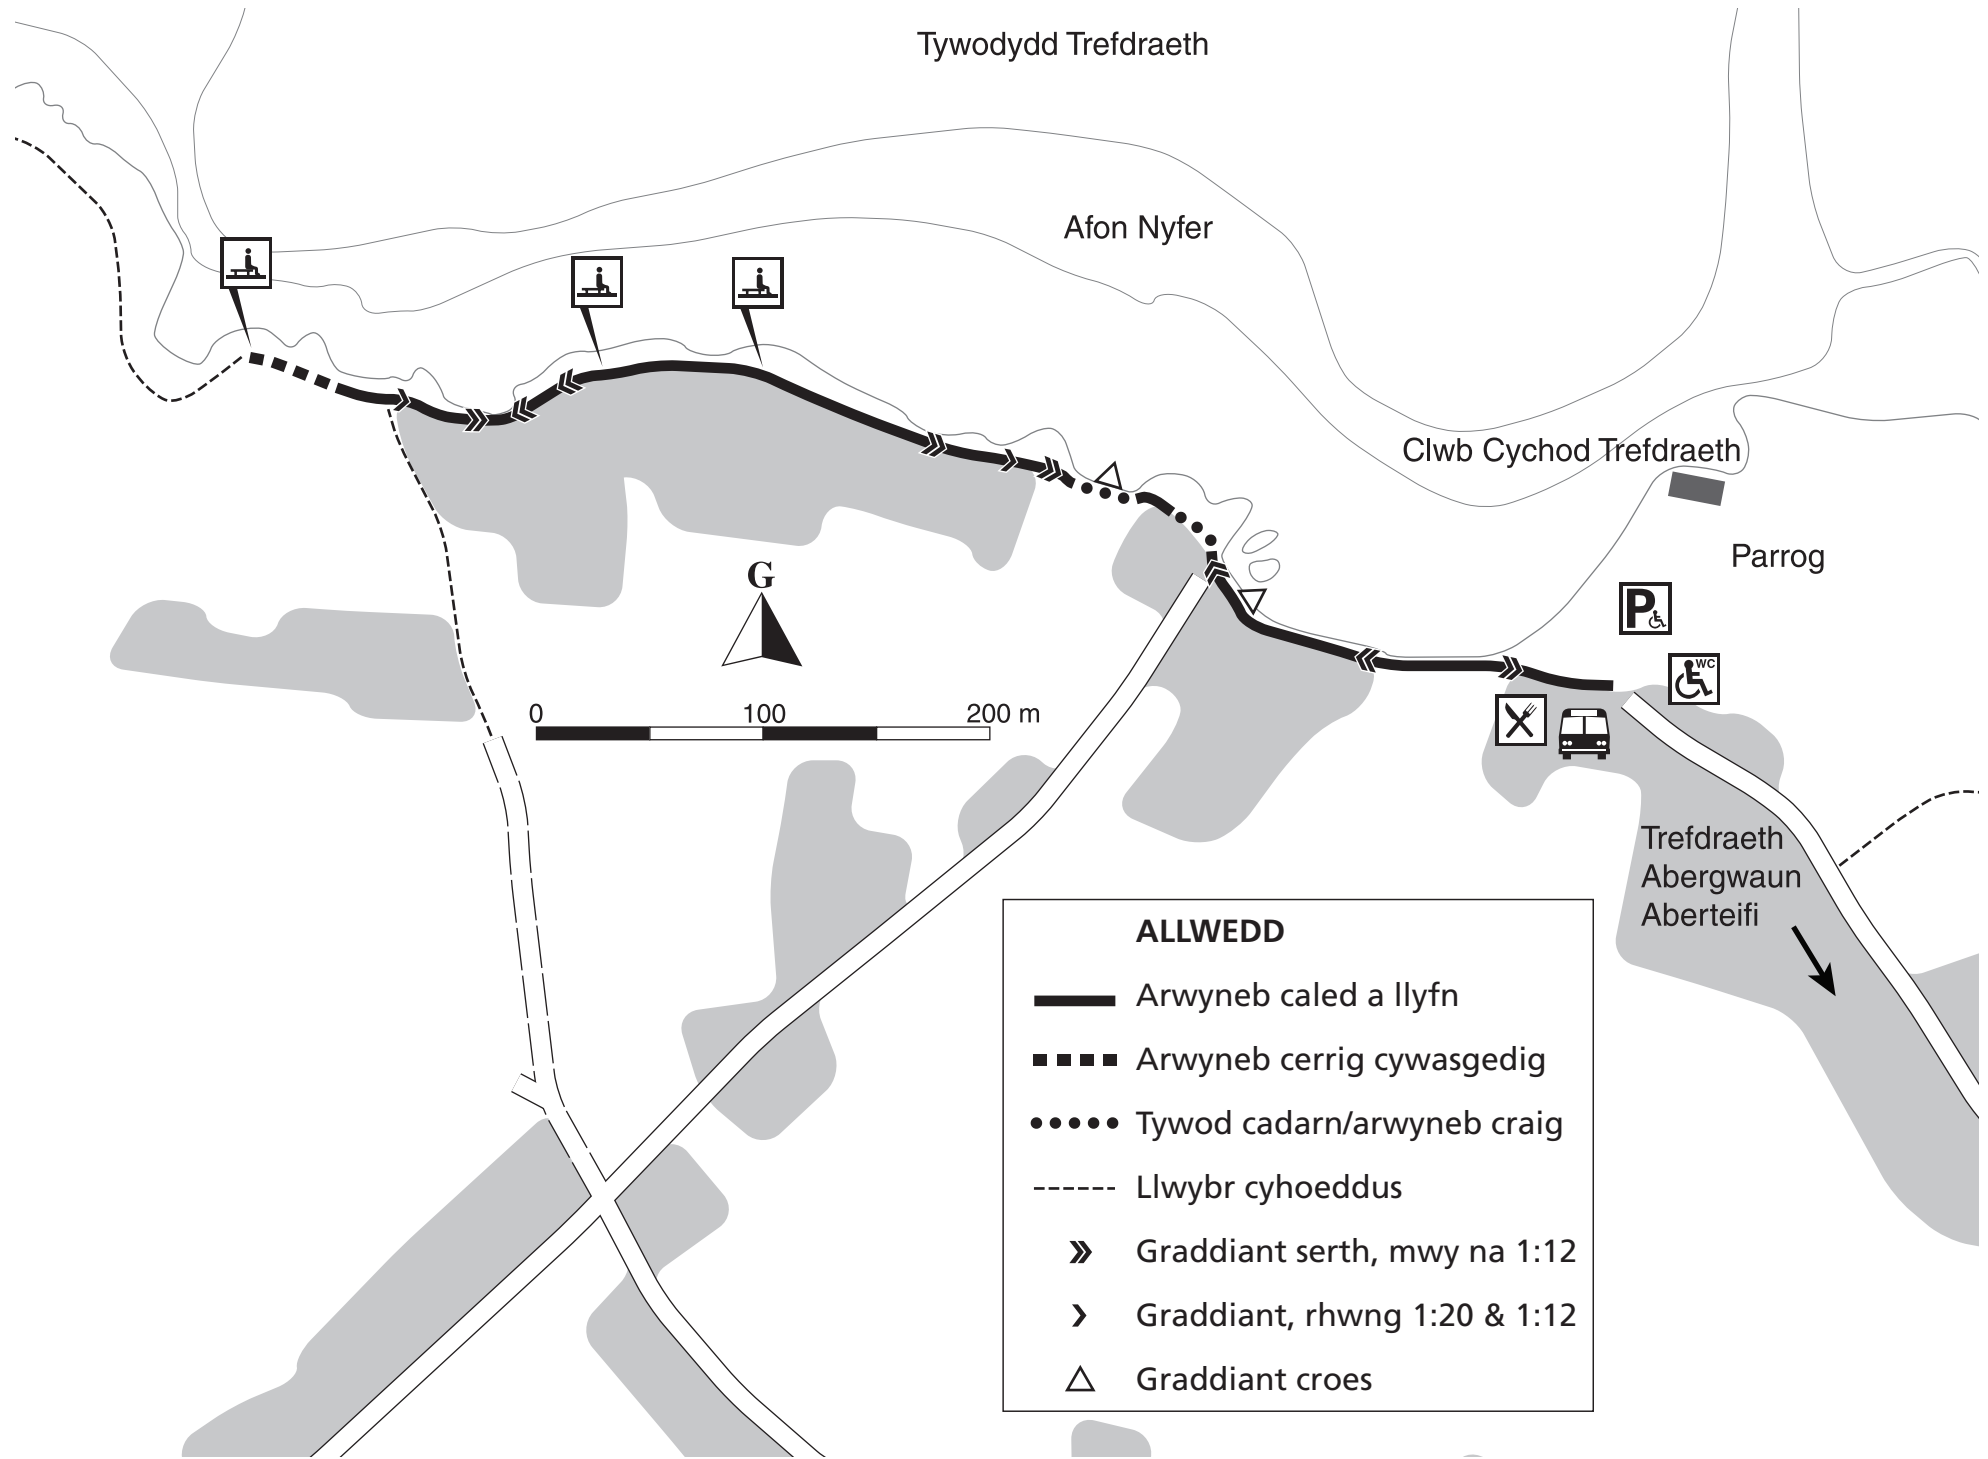 Tywodydd Trefdraeth
Afon Nyfer
Clwb Cychod Trefdraeth
Parrog
P
WC
G
0 100 200 m
Trefdraeth
Abergwaun
Aberteifi
ALLWEDD
Arwyneb caled a llyfn
Arwyneb cerrig cywasgedig
Tywod cadarn/arwyneb craig
Llwybr cyhoeddus
Graddiant serth, mwy na 1:12
Graddiant, rhwng 1:20 & 1:12
Graddiant croes